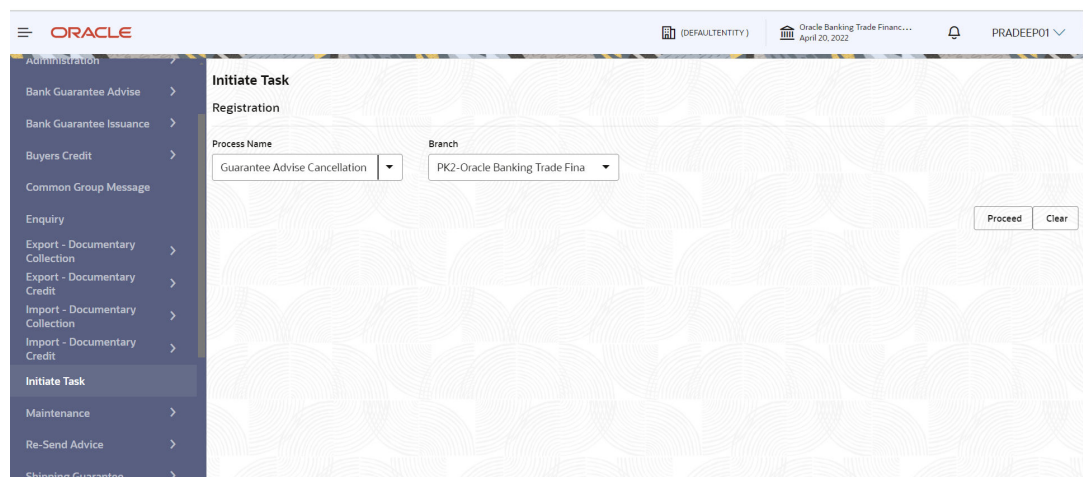 ORACLE
(DEFAULTENTITY )
Oracle Banking Trade Financ...
April 20, 2022
PRADEEP01
Administration
Bank Guarantee Advise
Bank Guarantee Issuance
Buyers Credit
Common Group Message
Enquiry
Export - Documentary
Collection
Export - Documentary
Credit
Import - Documentary
Collection
Import - Documentary
Credit
Initiate Task
Maintenance
Re-Send Advice
Shipping Guarantee
Initiate Task
Registration
Process Name
Branch
Guarantee Advise Cancellation
PK2-Oracle Banking Trade Fina
Proceed
Clear